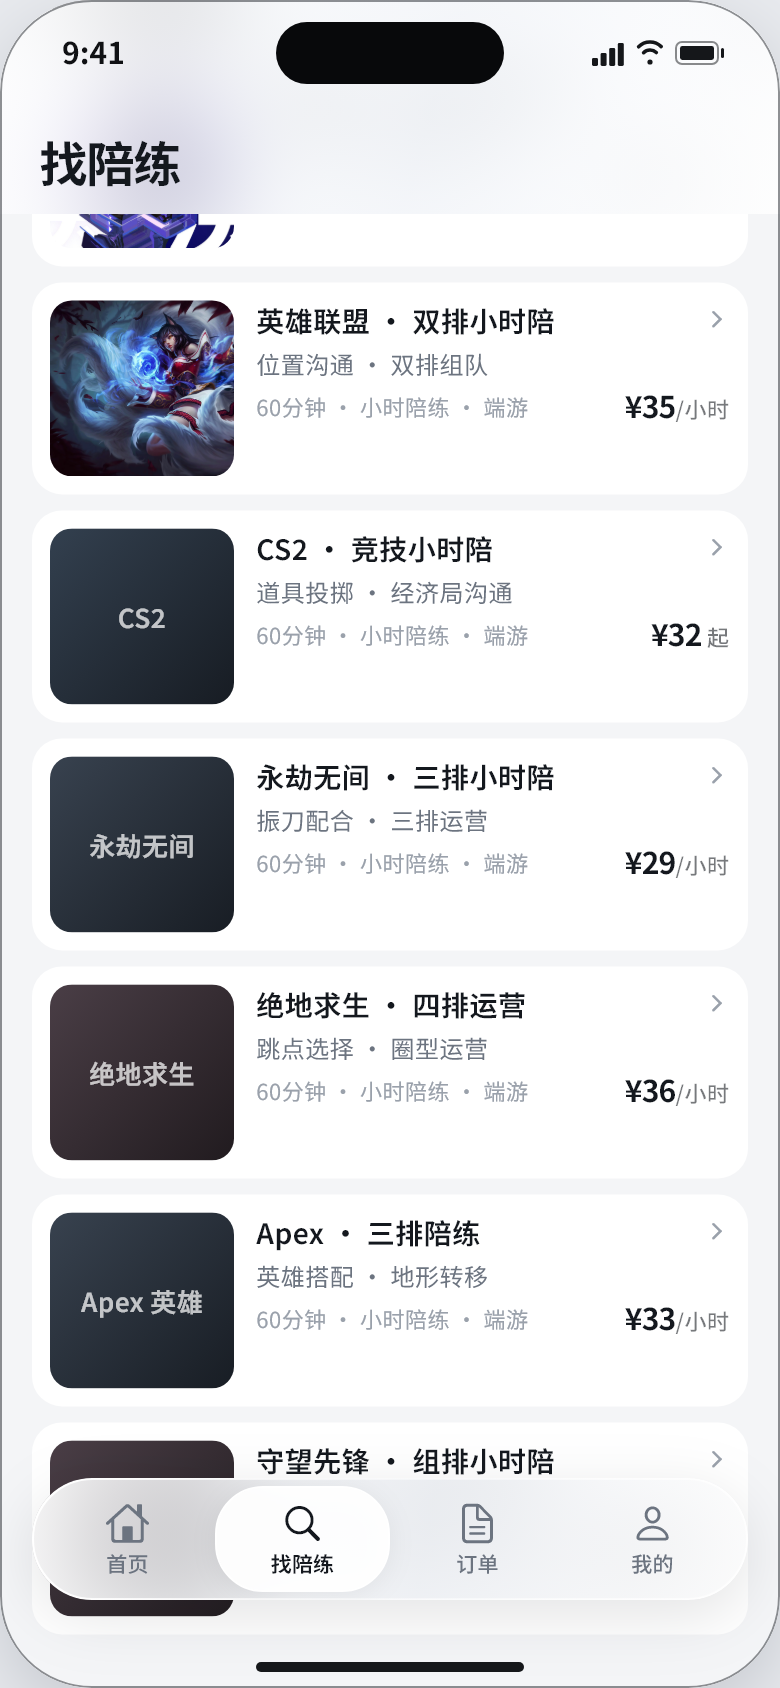 9:41
找陪练
英雄联盟 · 双排小时陪
位置沟通 · 双排组队
60分钟 · 小时陪练 · 端游
¥35/小时
CS2
CS2 · 竞技小时陪
道具投掷 · 经济局沟通
60分钟 · 小时陪练 · 端游
¥32 起
永劫无间
永劫无间 · 三排小时陪
振刀配合 · 三排运营
60分钟 · 小时陪练 · 端游
¥29/小时
绝地求生
绝地求生 · 四排运营
跳点选择 · 圈型运营
60分钟 · 小时陪练 · 端游
¥36/小时
Apex 英雄
Apex · 三排陪练
英雄搭配 · 地形转移
60分钟 · 小时陪练 · 端游
¥33/小时
守望先锋 · 组排小时陪
首页
找陪练
订单
我的